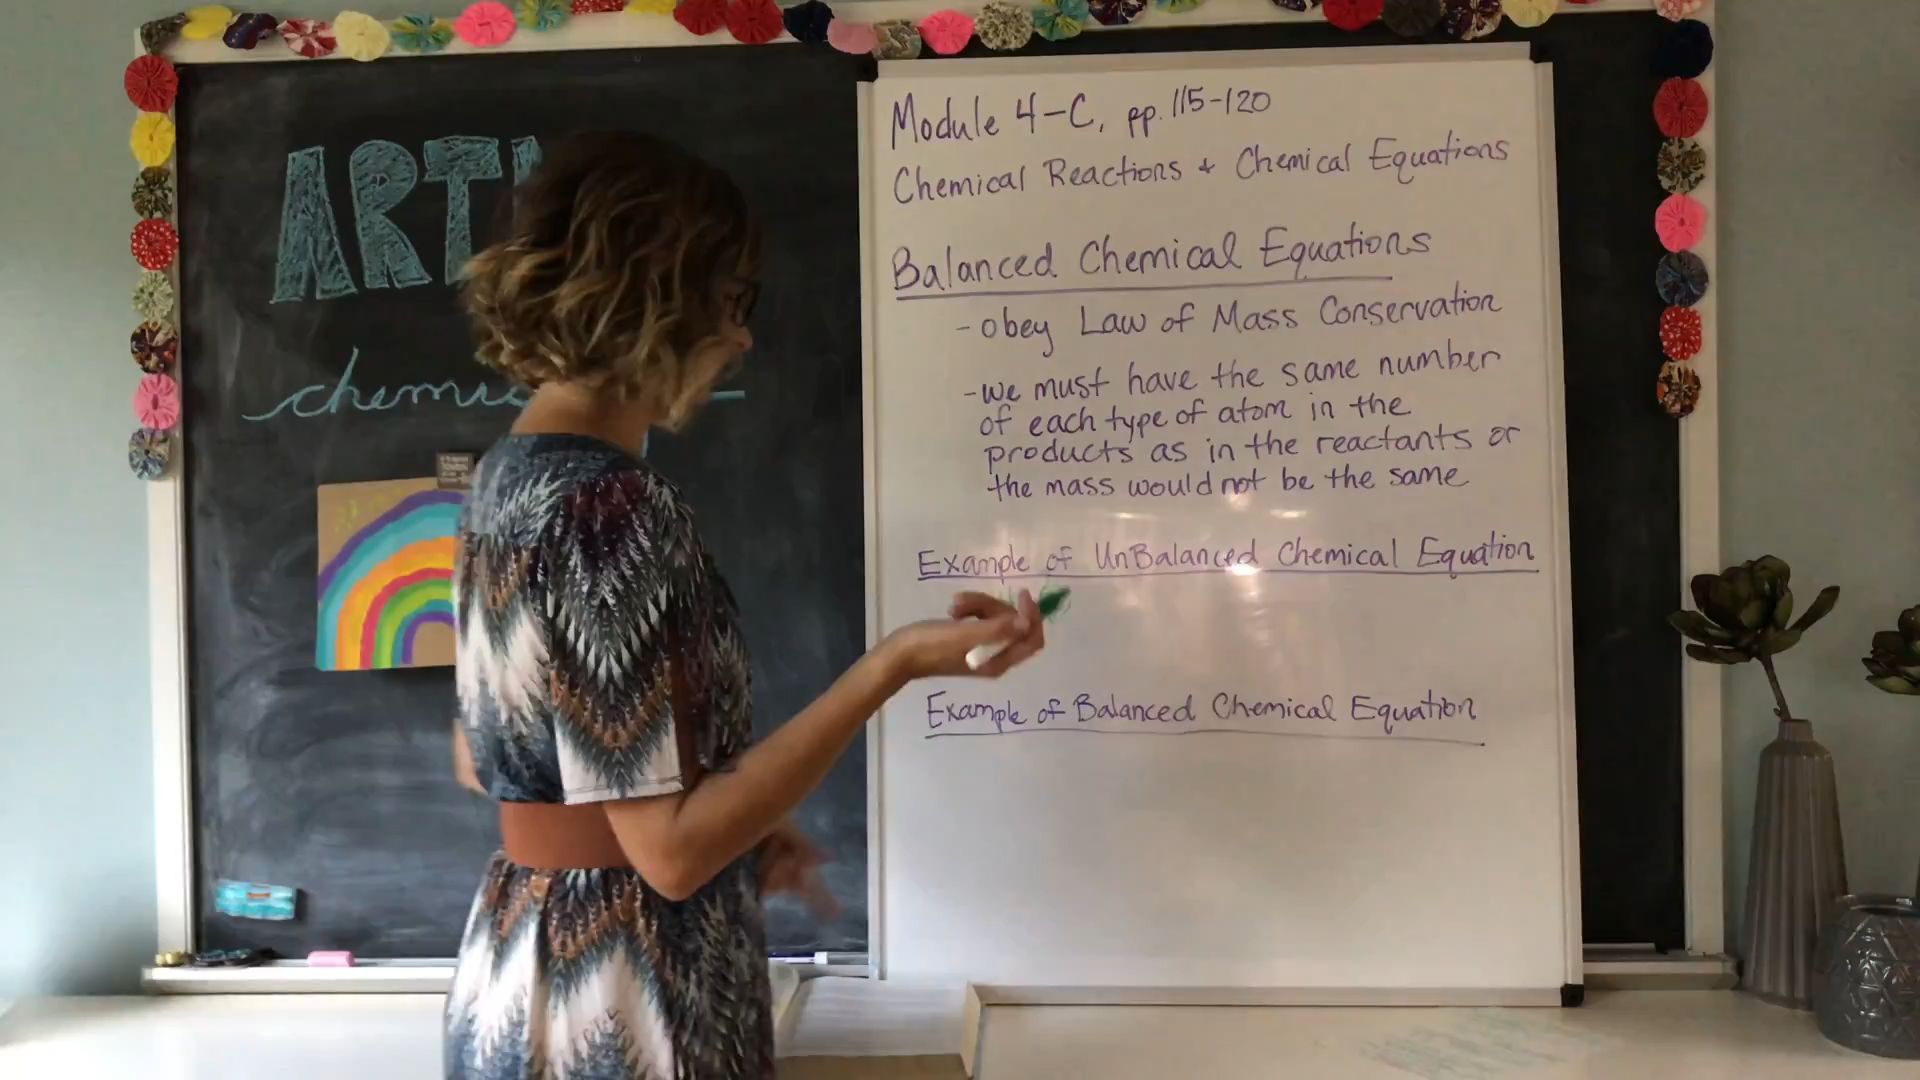 Module 4-C, pp. 115-120
Chemical Reactions + Chemical Equations
Balanced Chemical Equations
- obey Law of Mass Conservation
- we must have the same number
of each type of atom in the
products as in the reactants or
the mass would not be the same
Example of UnBalanced Chemical Equation
Example of Balanced Chemical Equation